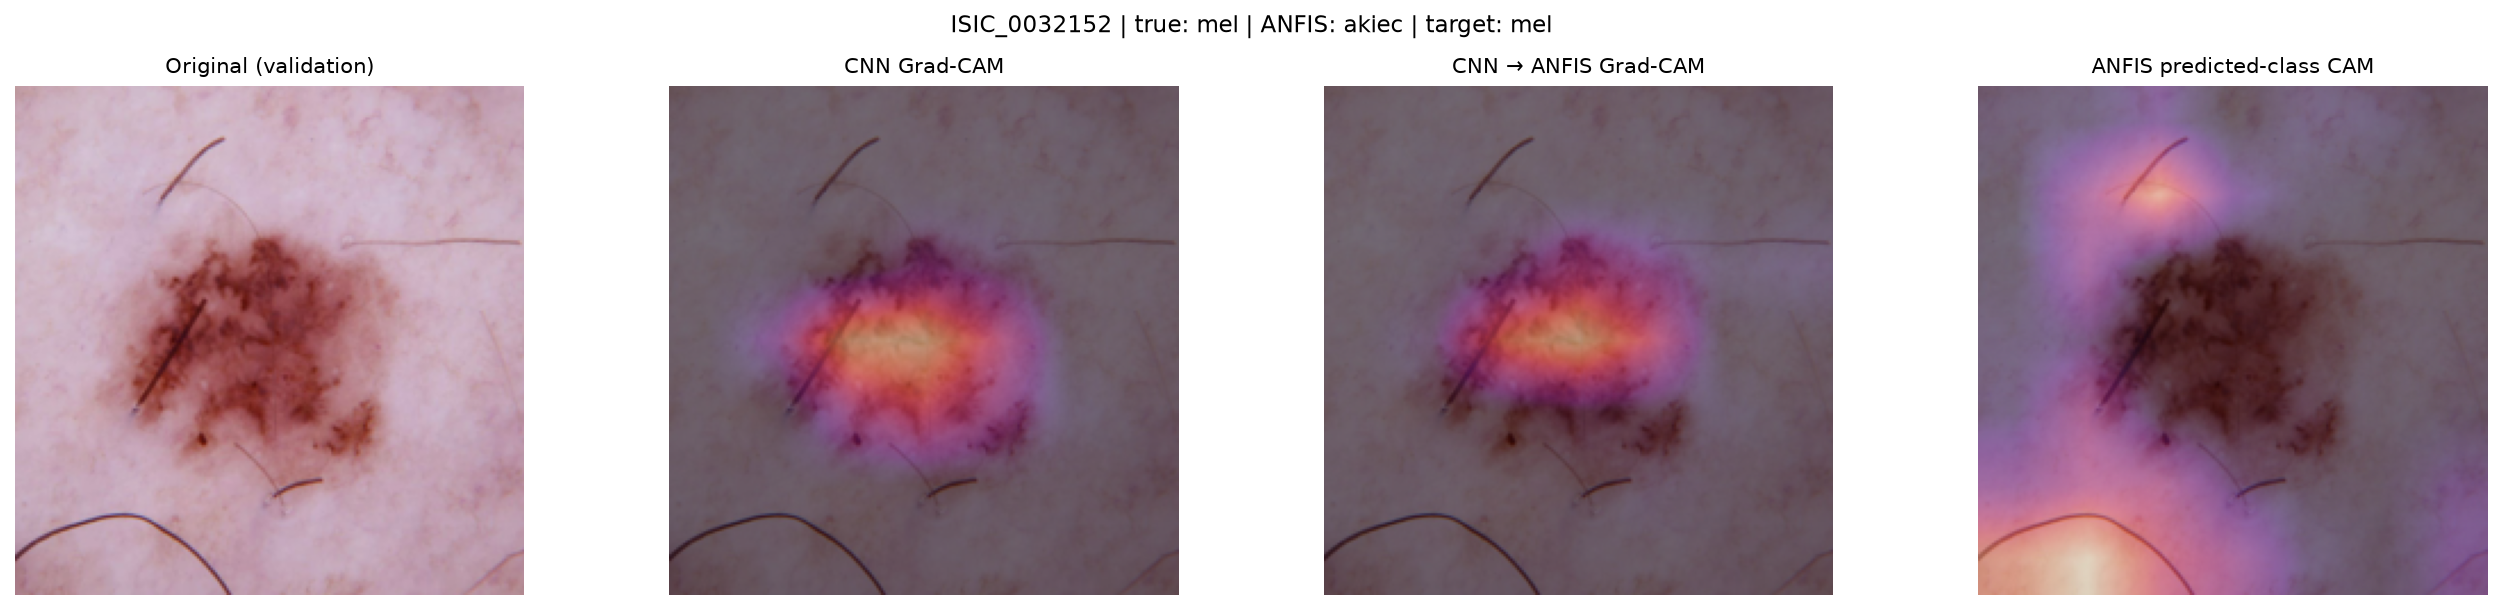 ISIC_0032152 | true: mel | ANFIS: akiec | target: mel
Original (validation)
CNN Grad-CAM
CNN → ANFIS Grad-CAM
ANFIS predicted-class CAM